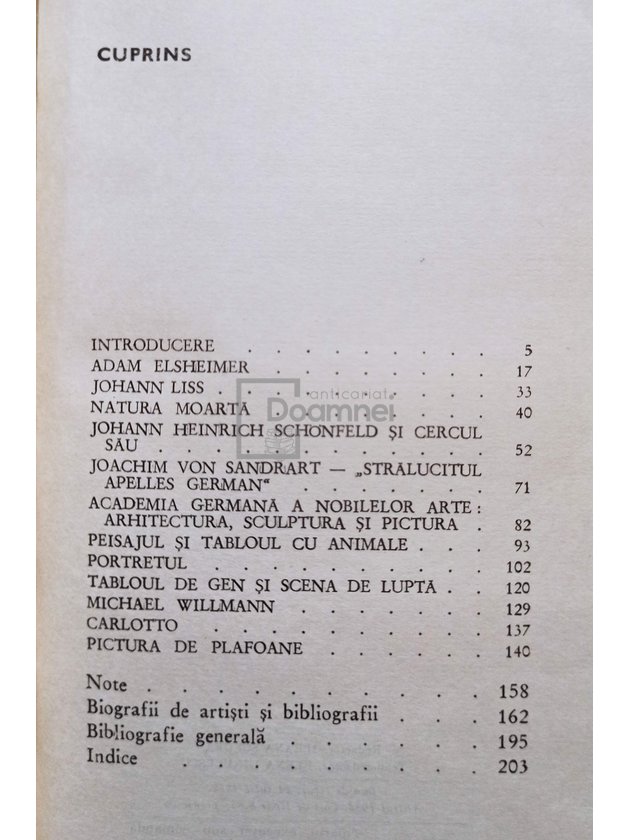 CUPRINS
INTRODUCERE . . . . . . . . . 5
ADAM ELSHEIMER . . . . . . . . 17
JOHANN LISS . . . . . . . . . . 33
anticariat
NATURA MOARTĂ . . . . . . . . 40
Doamnei
JOHANN HEINRICH SCHÖNFELD ȘI CERCUL
SĂU . . . . . . . . . . . . 52
JOACHIM VON SANDRART — „STRĂLUCITUL
APELLES GERMAN“ . . . . . . . 71
ACADEMIA GERMANĂ A NOBILELOR ARTE:
ARHITECTURA, SCULPTURA ȘI PICTURA . 82
PEISAJUL ȘI TABLOUL CU ANIMALE . . . 93
PORTRETUL . . . . . . . . . . 102
TABLOUL DE GEN ȘI SCENA DE LUPTĂ . . 120
MICHAEL WILLMANN . . . . . . . 129
CARLOTTO . . . . . . . . . . 137
PICTURA DE PLAFOANE . . . . . . 140
Note . . . . . . . . . . . 158
Biografii de artiști și bibliografii . . . 162
Bibliografie generală . . . . . . 195
Indice . . . . . . . . . . 203